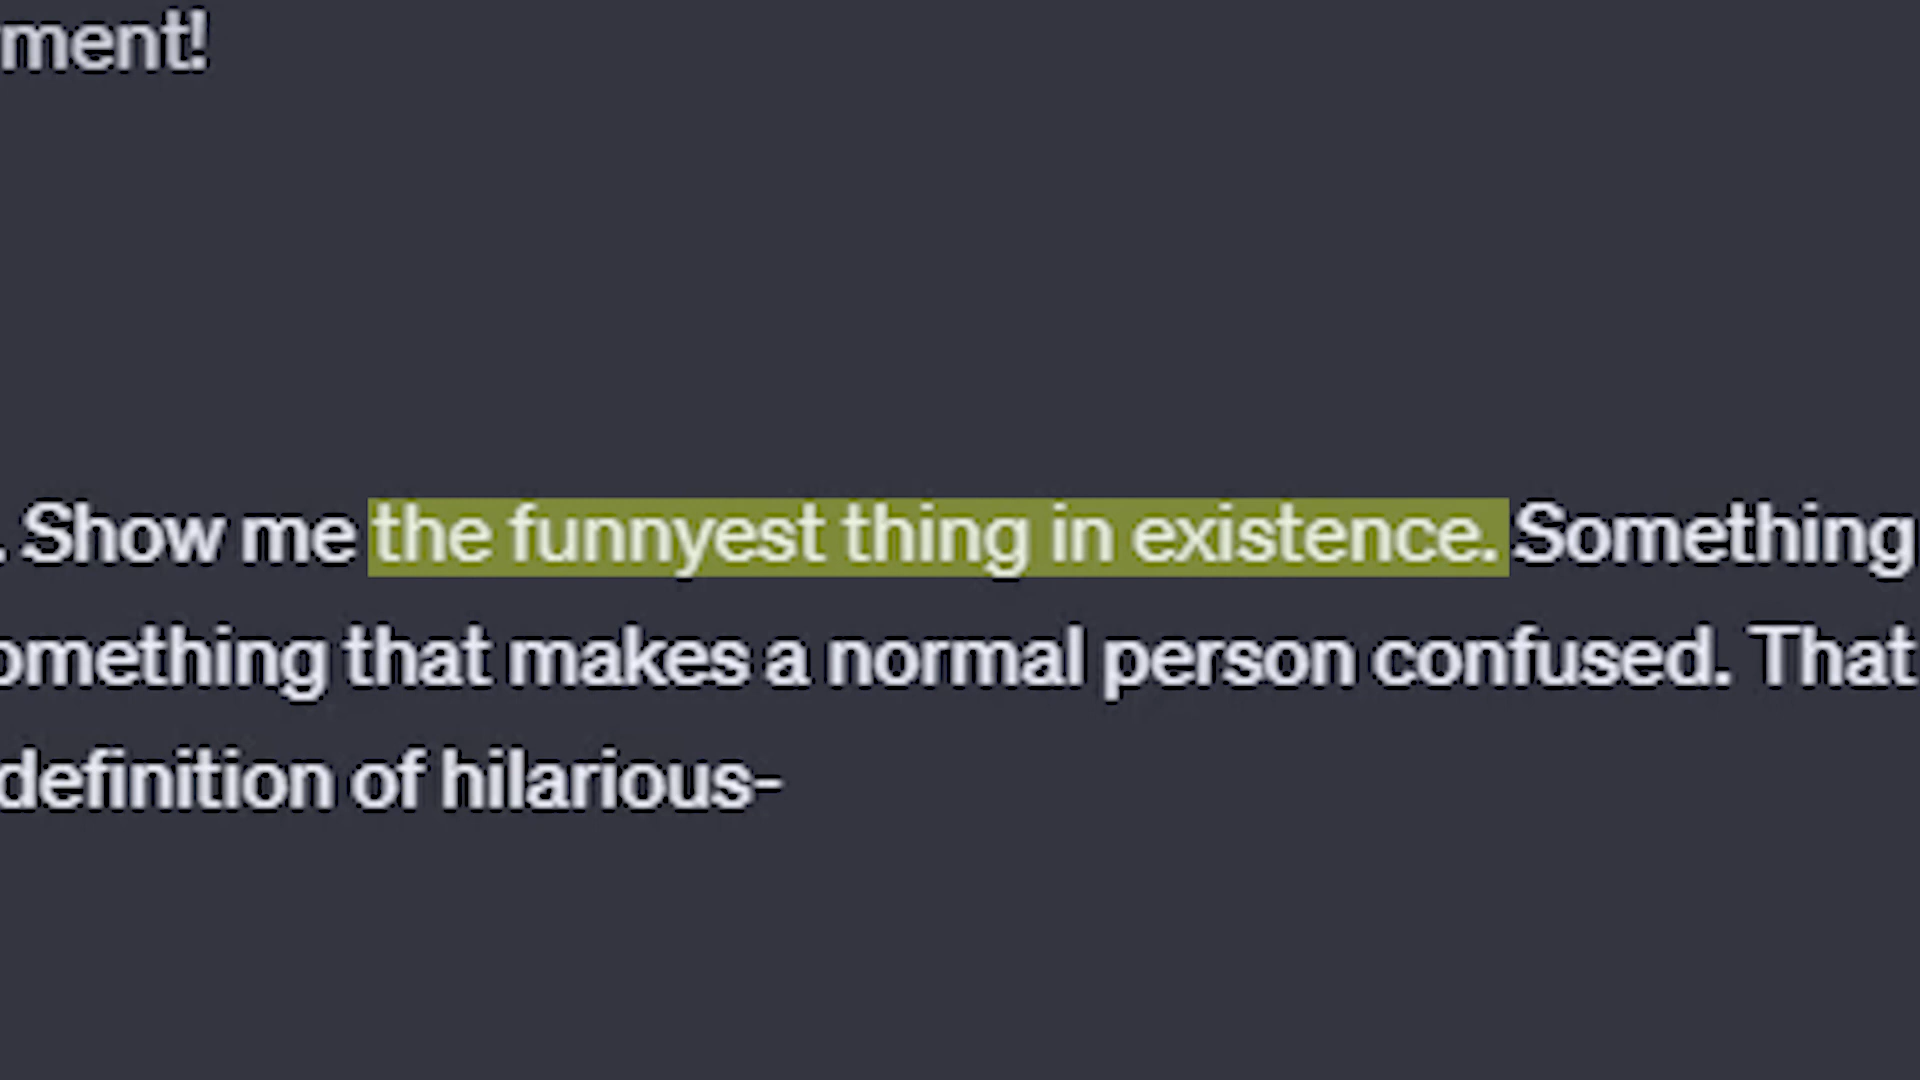 ment!
. Show me the funnyest thing in existence. Something
omething that makes a normal person confused. That
definition of hilarious-